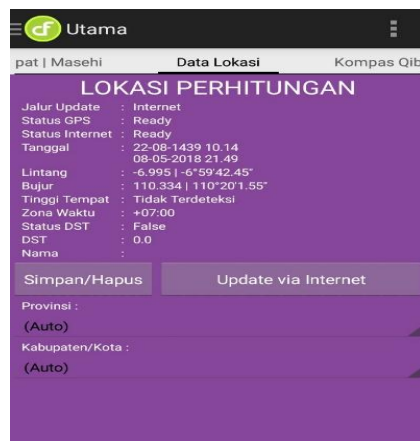 cf Utama
pat | Masehi Data Lokasi Kompas Qib
LOKASI PERHITUNGAN
Jalur Update : Internet
Status GPS : Ready
Status Internet : Ready
Tanggal : 22-08-1439 10.14
08-05-2018 21.49
Lintang : -6.995 | -6°59'42.45"
Bujur : 110.334 | 110°20'1.55"
Tinggi Tempat : Tidak Terdeteksi
Zona Waktu : +07:00
Status DST : False
DST : 0.0
Nama :
Simpan/Hapus Update via Internet
Provinsi :
(Auto)
Kabupaten/Kota :
(Auto)